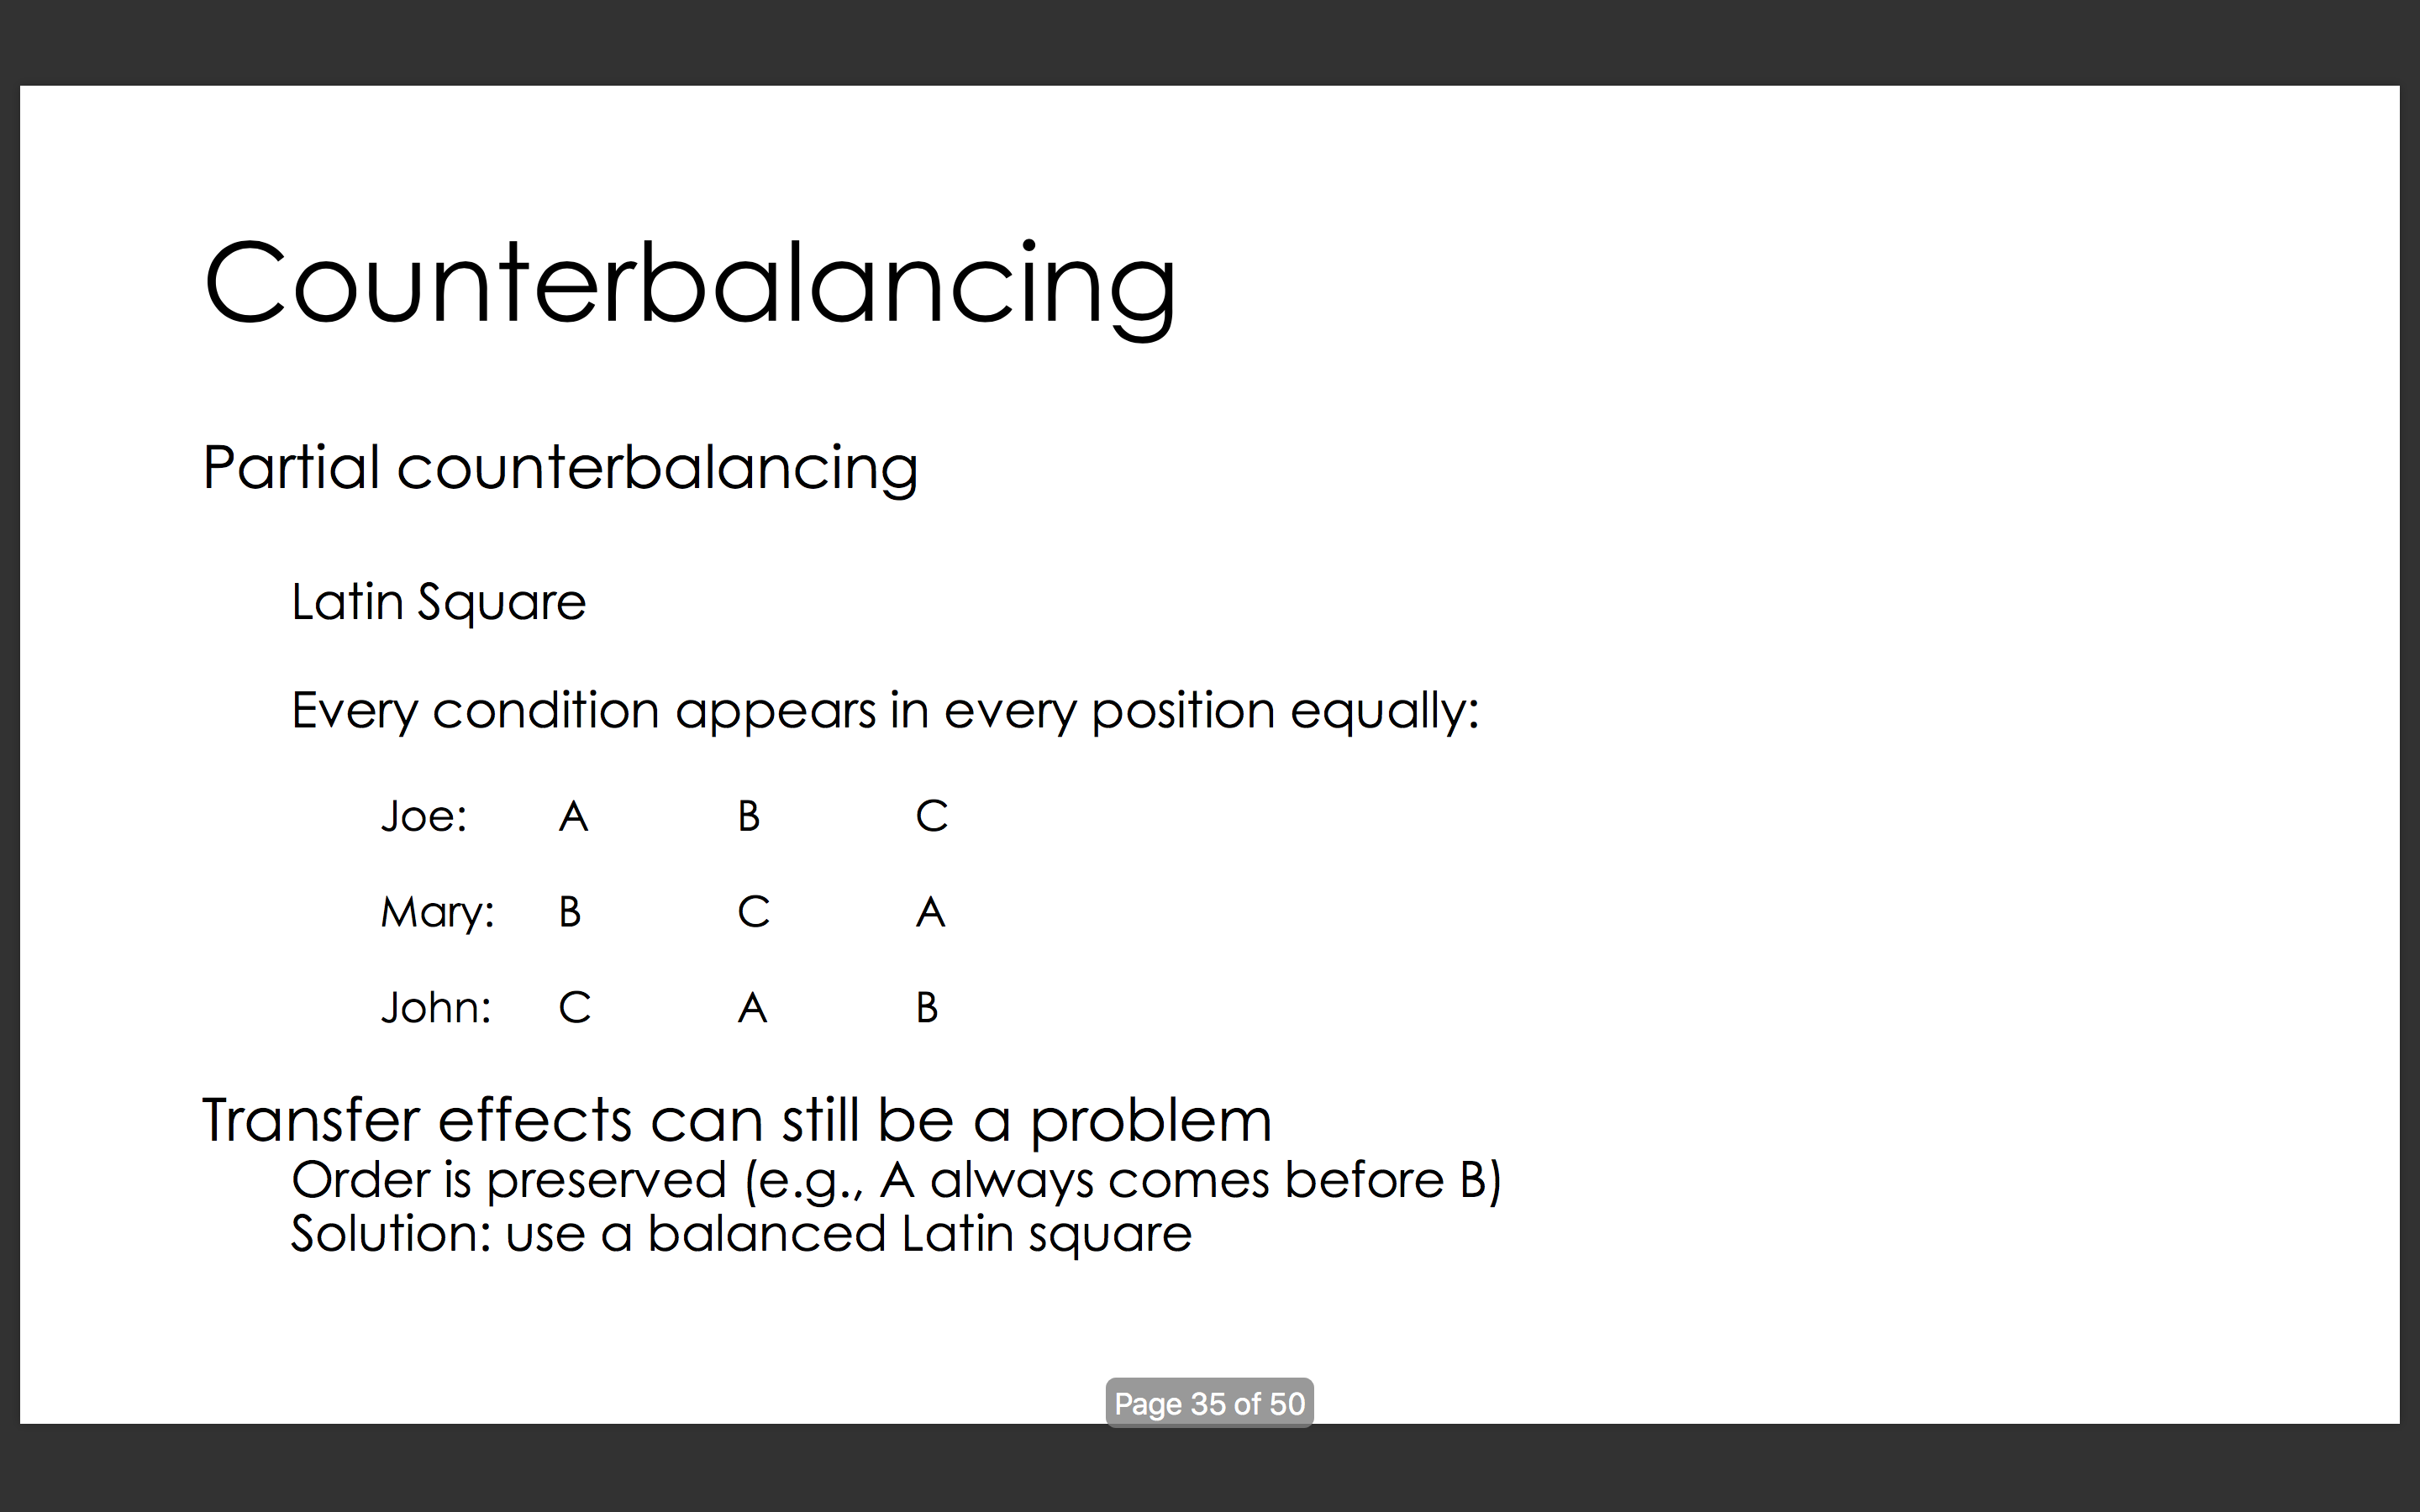 Counterbalancing
Partial counterbalancing
Latin Square
Every condition appears in every position equally:
Joe: A B C
Mary: B C A
John: C A B
Transfer effects can still be a problem
Order is preserved (e.g., A always comes before B)
Solution: use a balanced Latin square
Page 35 of 50